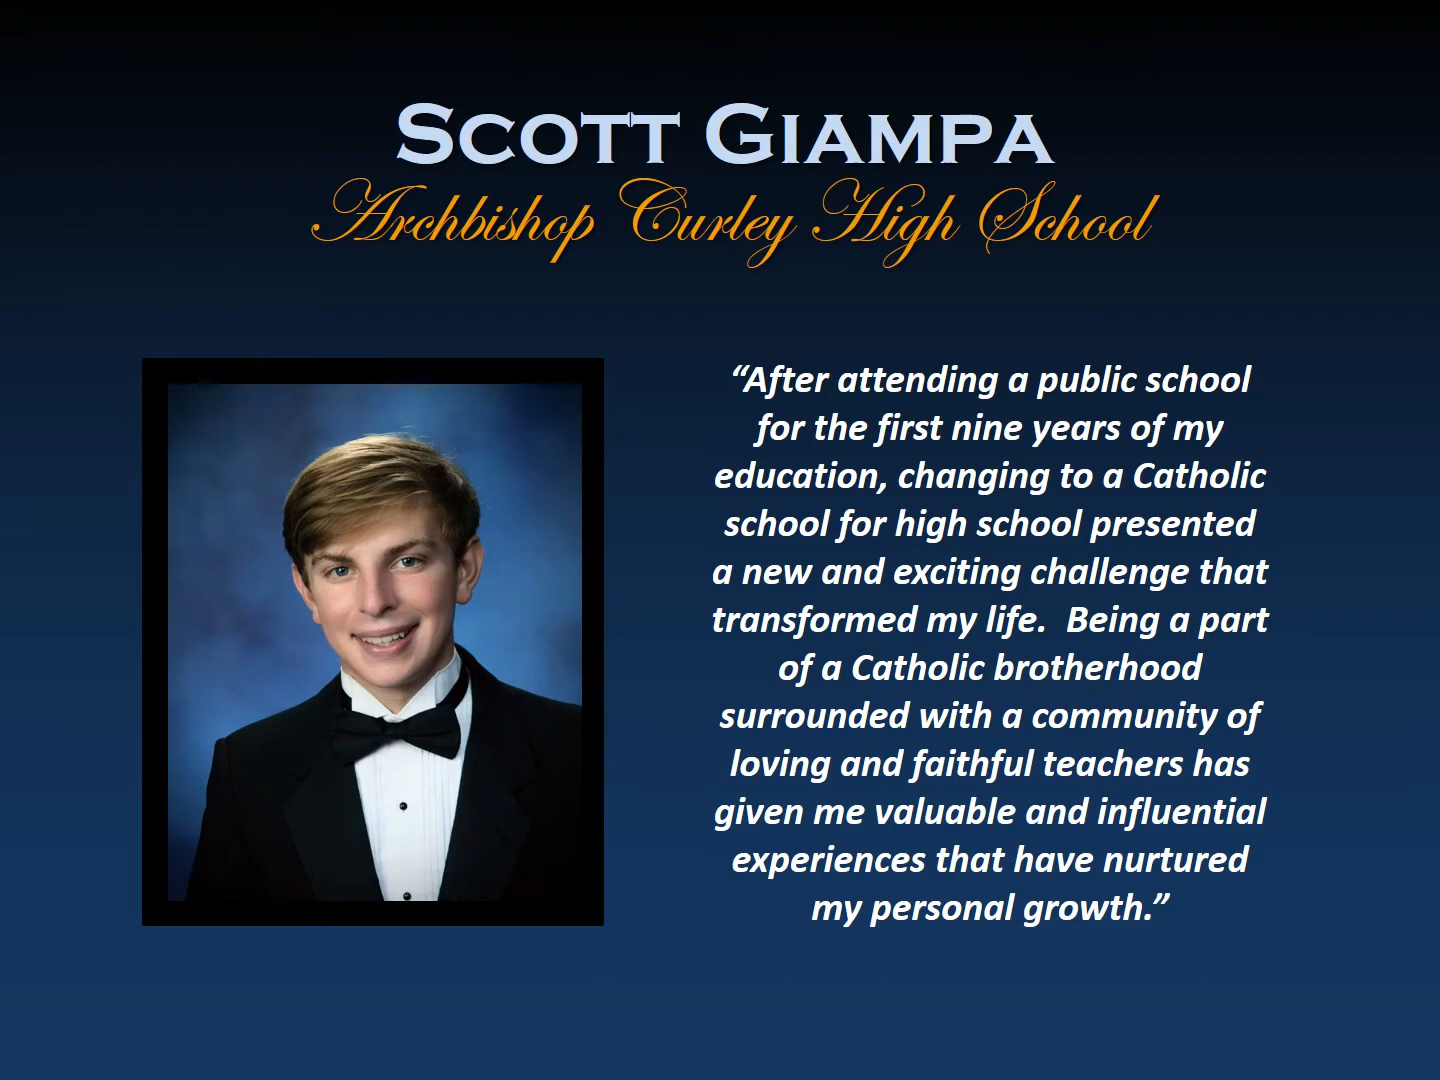 SCOTT GIAMPA
Archbishop Curley High School
“After attending a public school
for the first nine years of my
education, changing to a Catholic
school for high school presented
a new and exciting challenge that
transformed my life.  Being a part
of a Catholic brotherhood
surrounded with a community of
loving and faithful teachers has
given me valuable and influential
experiences that have nurtured
my personal growth.”